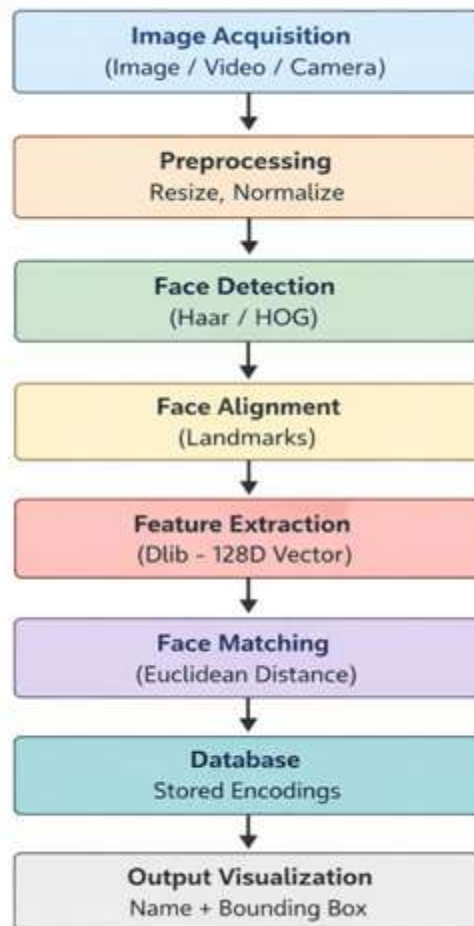 Image Acquisition
(Image / Video / Camera)
Preprocessing
Resize, Normalize
Face Detection
(Haar / HOG)
Face Alignment
(Landmarks)
Feature Extraction
(Dlib - 128D Vector)
Face Matching
(Euclidean Distance)
Database
Stored Encodings
Output Visualization
Name + Bounding Box